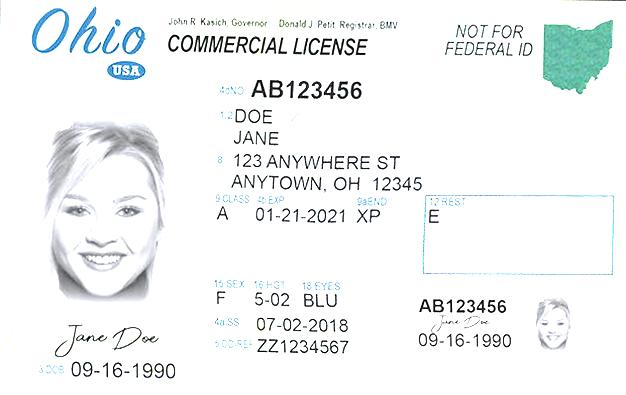 Ohio
USA
John R. Kasich, Governor Donald J. Petit, Registrar, BMV
COMMERCIAL LICENSE
NOT FOR
FEDERAL ID
4dNO AB123456
1,2 DOE
JANE
8 123 ANYWHERE ST
ANYTOWN, OH 12345
9 CLASS 4b EXP 9aEND 12 REST
A 01-21-2021 XP E
15 SEX 16 HGT 18 EYES
F 5-02 BLU
4a ISS 07-02-2018
5 DD-REF ZZ1234567
Jane Doe
3 DOB 09-16-1990
AB123456
Jane Doe
09-16-1990